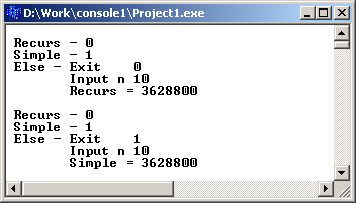 D:\Work\console1\Project1.exe
Recurs - 0
Simple - 1
Else - Exit    0
       Input n 10
       Recurs = 3628800
Recurs - 0
Simple - 1
Else - Exit    1
       Input n 10
       Simple = 3628800